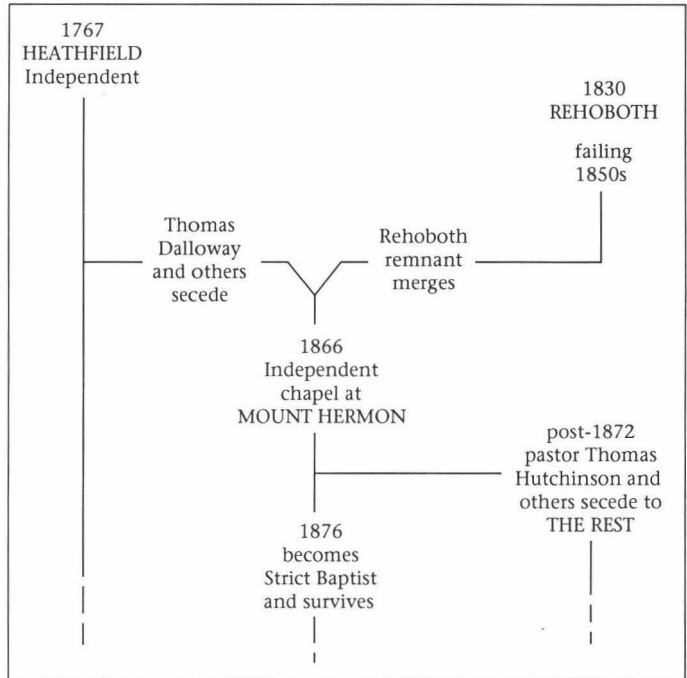 1767
HEATHFIELD
Independent
1830
REHOBOTH
failing
1850s
Thomas
Dalloway
and others
secede
Rehoboth
remnant
merges
1866
Independent
chapel at
MOUNT HERMON
post-1872
pastor Thomas
Hutchinson and
others secede to
THE REST
1876
becomes
Strict Baptist
and survives